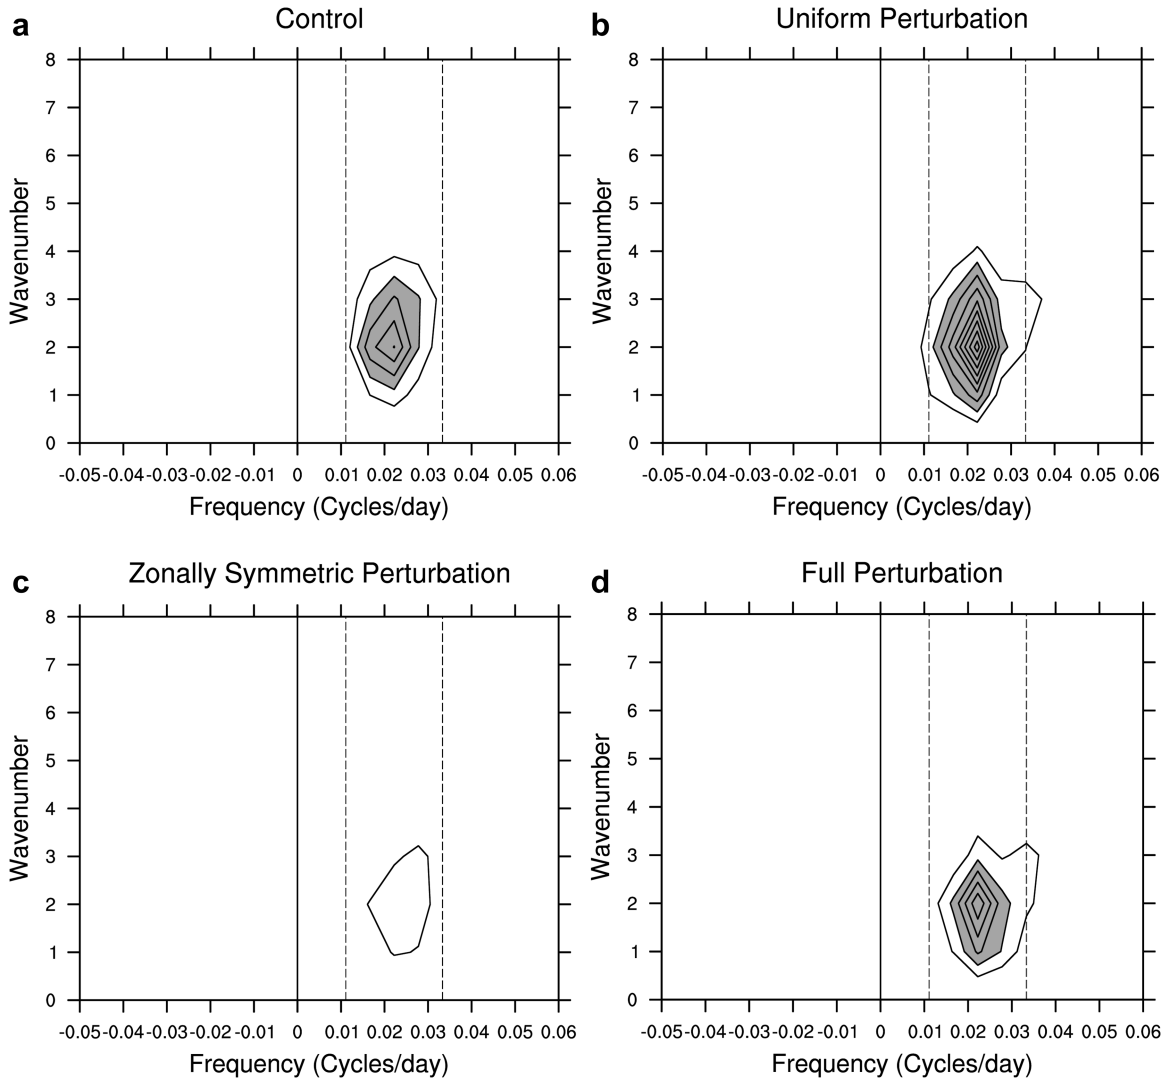 a Control
8
7
6
5
4
3
2
1
0
Wavenumber
-0.05 -0.04 -0.03 -0.02 -0.01 0 0.01 0.02 0.03 0.04 0.05 0.06
Frequency (Cycles/day)
b Uniform Perturbation
8
7
6
5
4
3
2
1
0
Wavenumber
-0.05 -0.04 -0.03 -0.02 -0.01 0 0.01 0.02 0.03 0.04 0.05 0.06
Frequency (Cycles/day)
c Zonally Symmetric Perturbation
8
7
6
5
4
3
2
1
0
Wavenumber
-0.05 -0.04 -0.03 -0.02 -0.01 0 0.01 0.02 0.03 0.04 0.05 0.06
Frequency (Cycles/day)
d Full Perturbation
8
7
6
5
4
3
2
1
0
Wavenumber
-0.05 -0.04 -0.03 -0.02 -0.01 0 0.01 0.02 0.03 0.04 0.05 0.06
Frequency (Cycles/day)